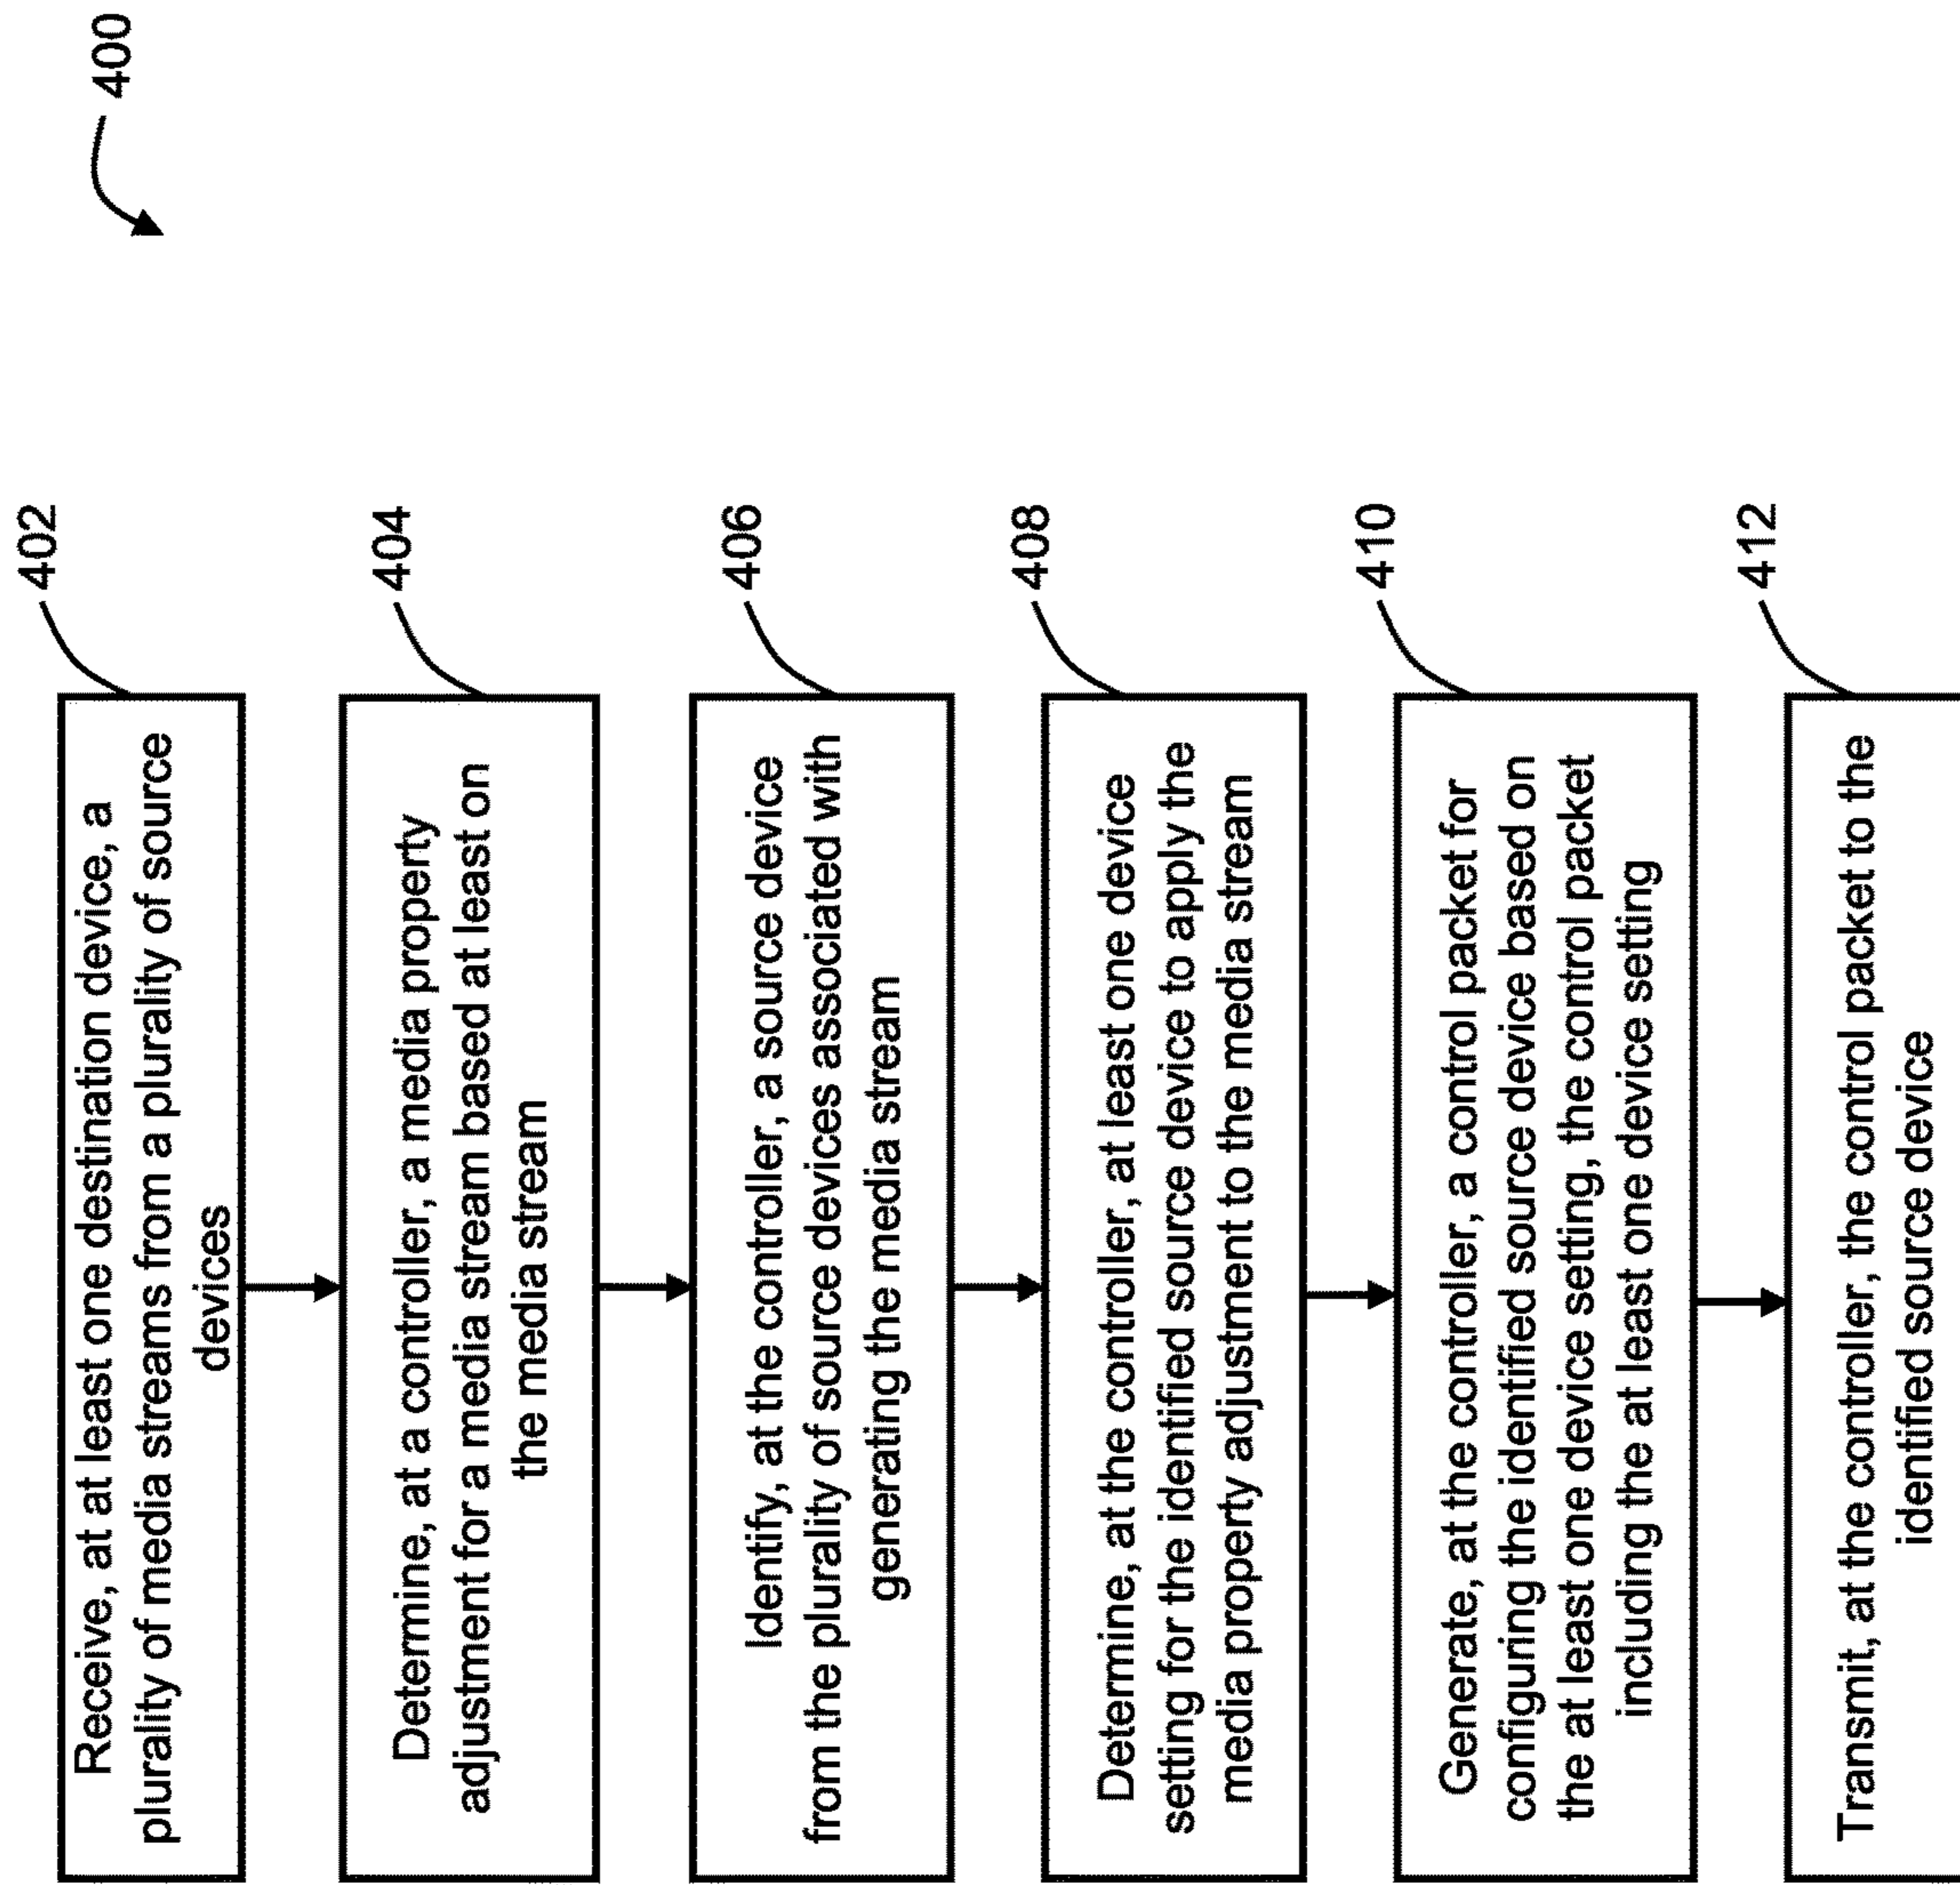 400
402
Receive, at at least one destination device, a
plurality of media streams from a plurality of source
devices
404
Determine, at a controller, a media property
adjustment for a media stream based at least on
the media stream
406
Identify, at the controller, a source device
from the plurality of source devices associated with
generating the media stream
408
Determine, at the controller, at least one device
setting for the identified source device to apply the
media property adjustment to the media stream
410
Generate, at the controller, a control packet for
configuring the identified source device based on
the at least one device setting, the control packet
including the at least one device setting
412
Transmit, at the controller, the control packet to the
identified source device